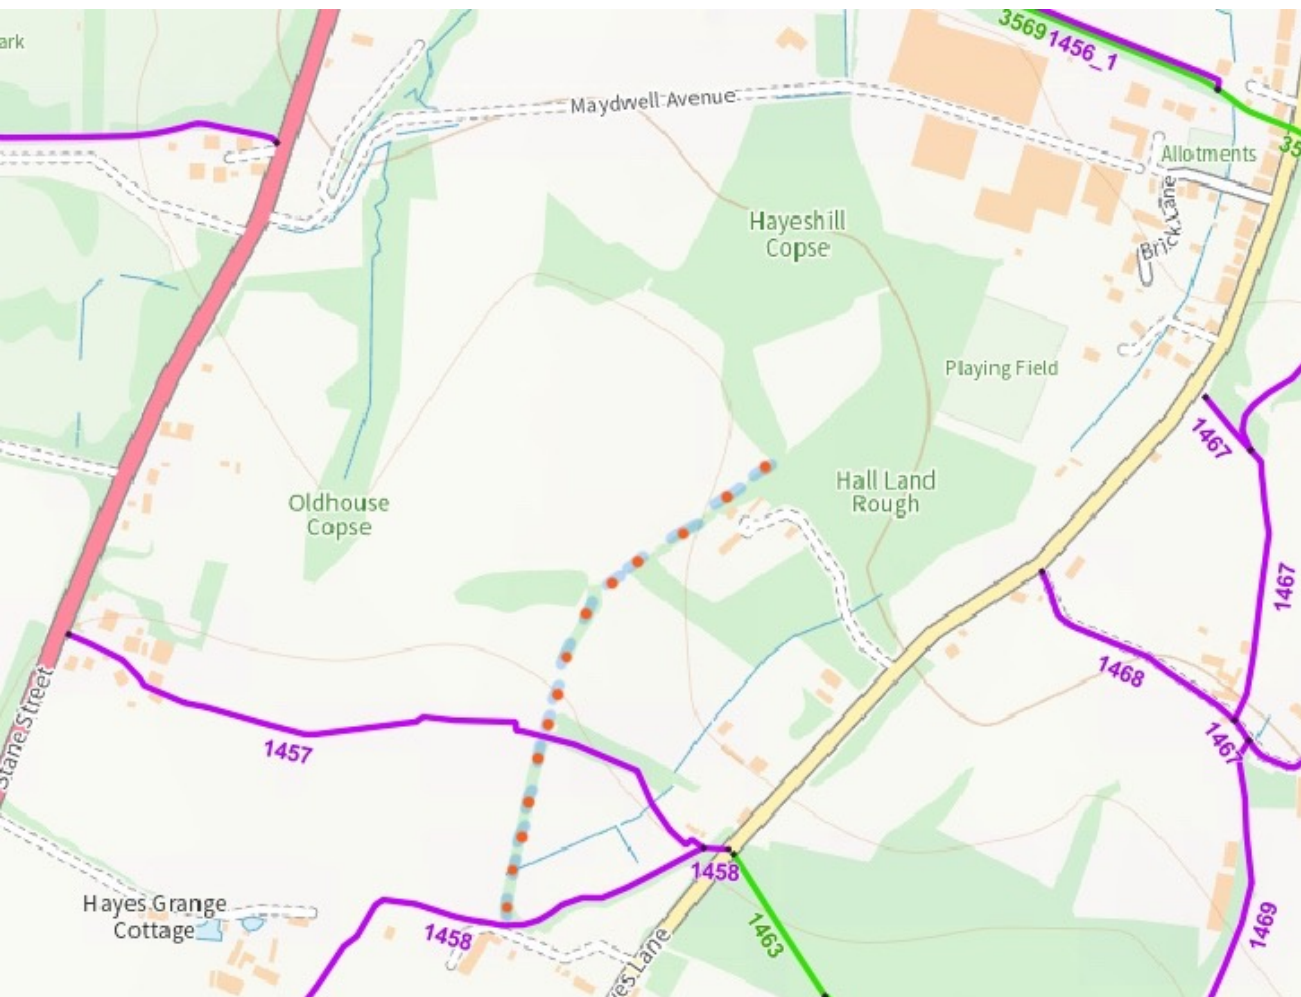 ark
3569
1456_1
Maydwell Avenue
35
Allotments
Brick Lane
Hayeshill
Copse
Playing Field
1467
Hall Land
Rough
Oldhouse
Copse
1467
1468
Stane Street
1457
1467
1458
Hayes Grange
Cottage
1458
1463
yes Lane
1469